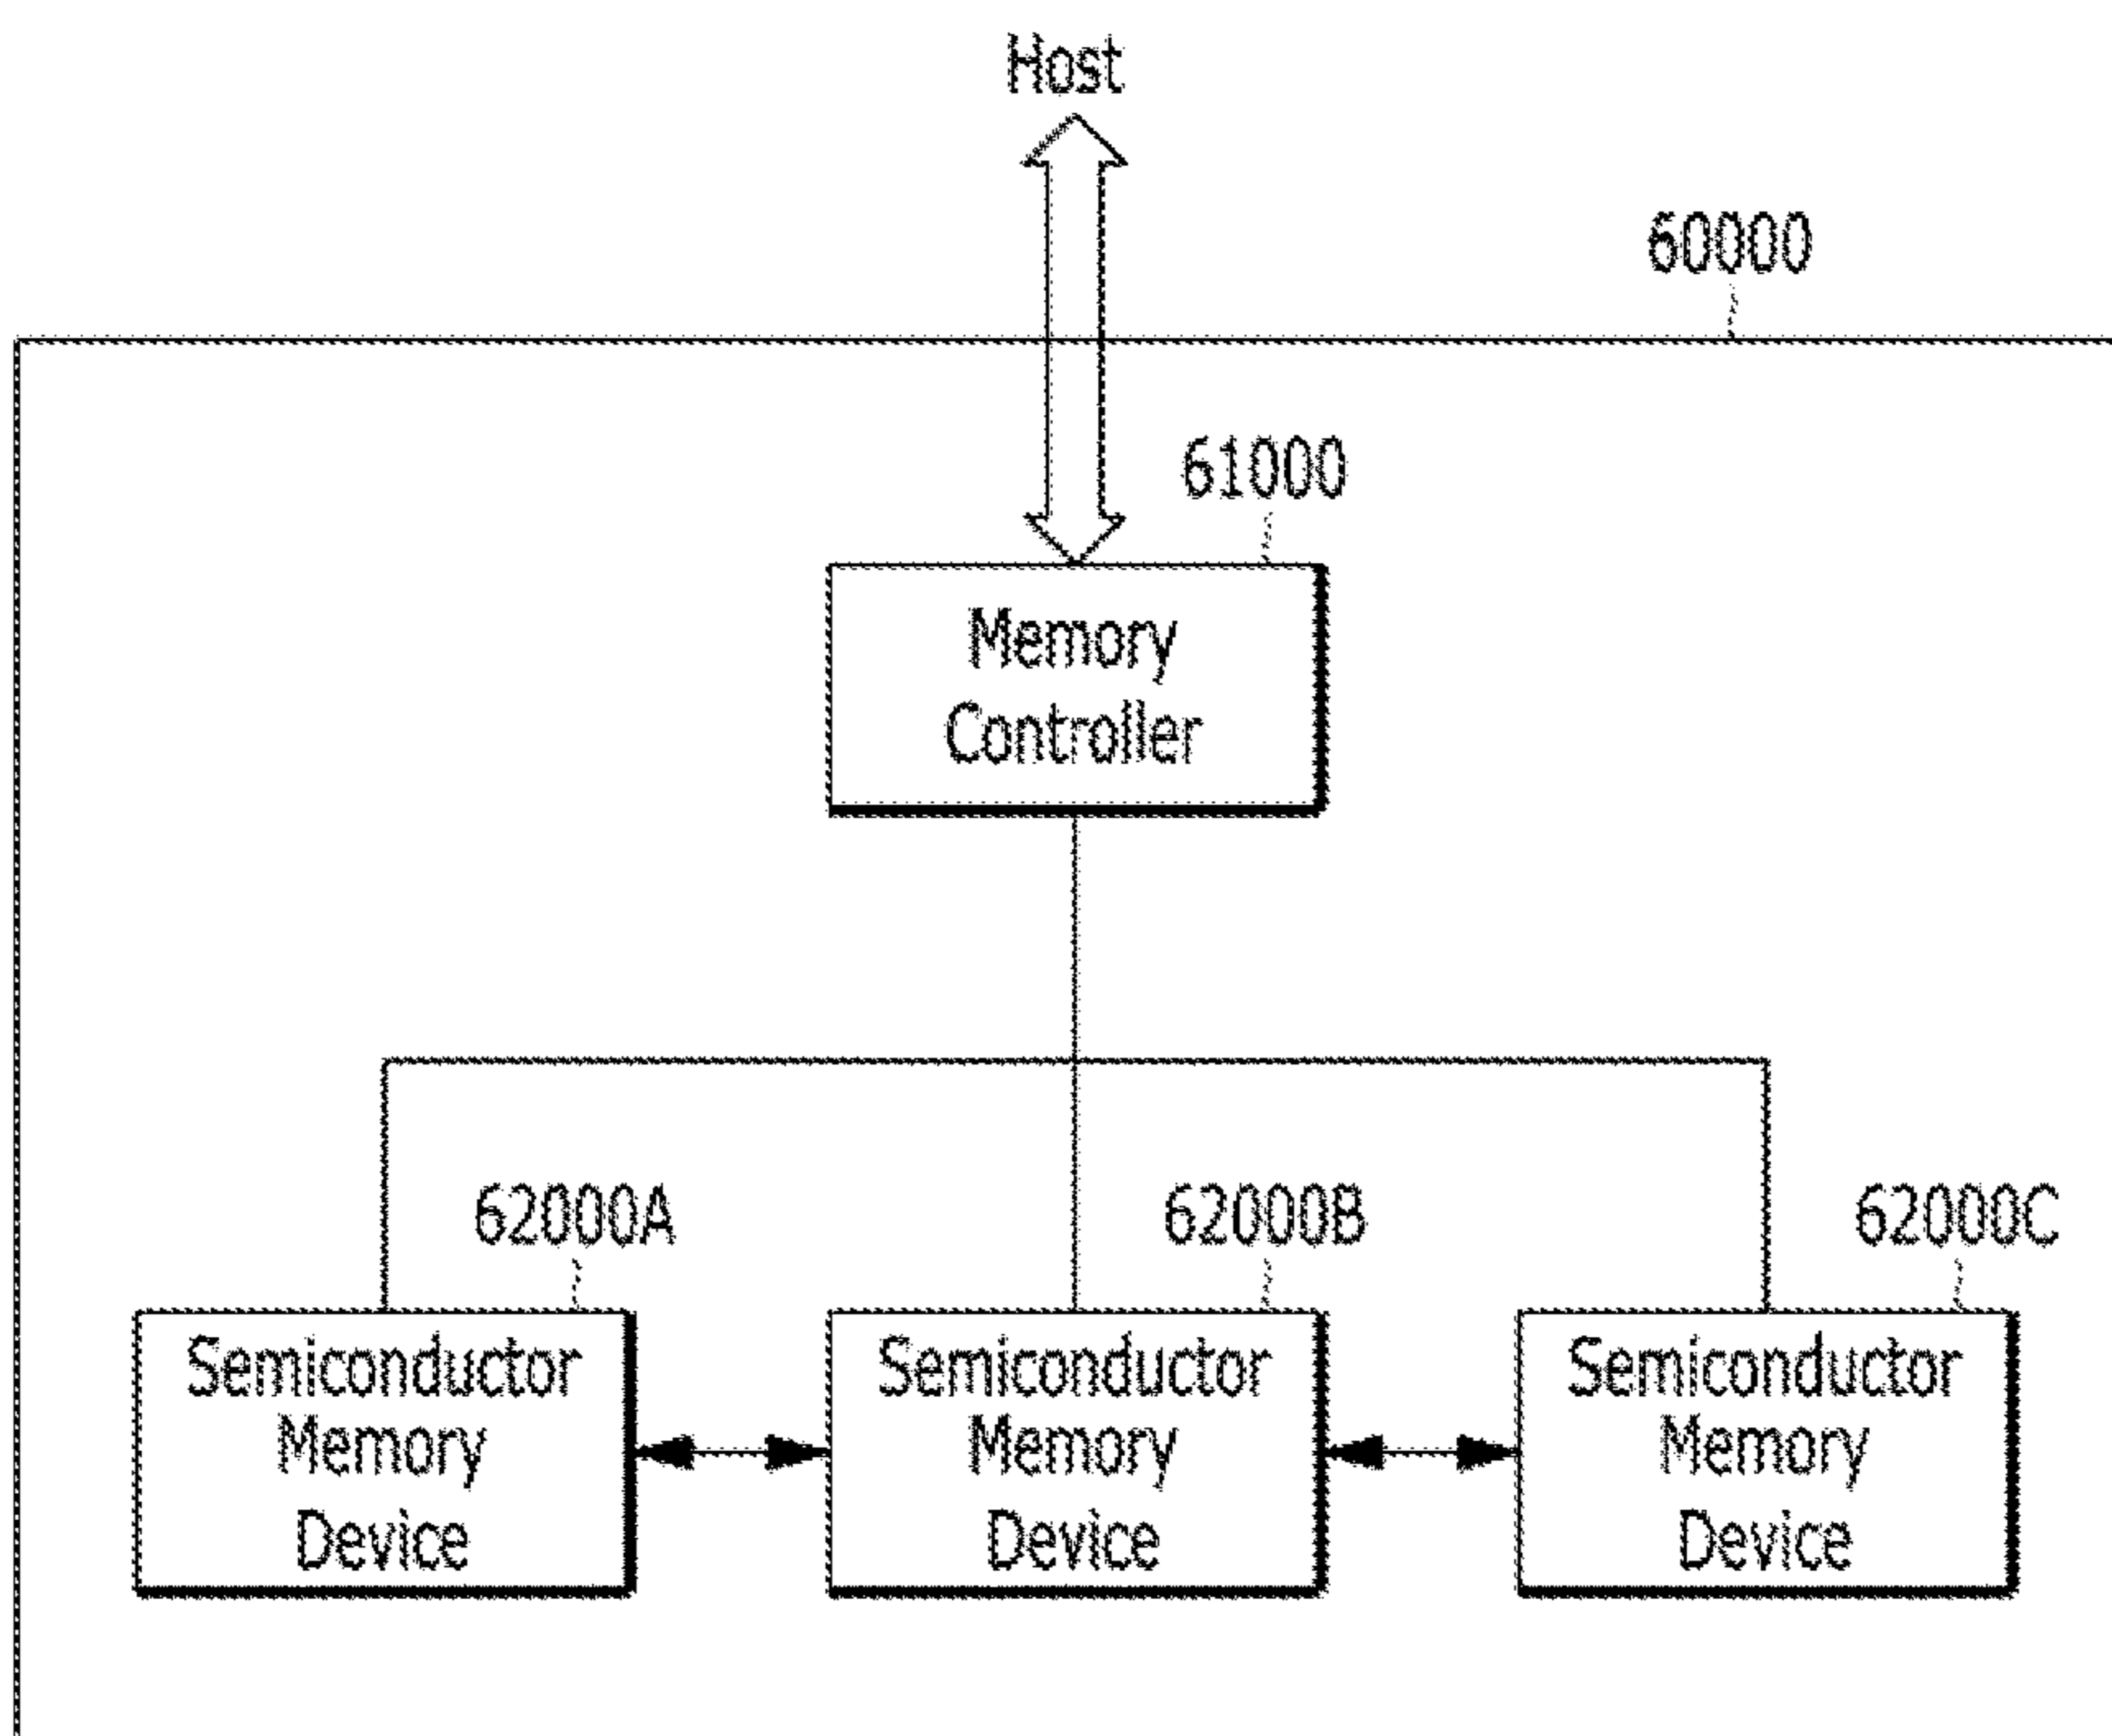 Host
60000
61000
Memory
Controller
62000A
62000B
62000C
Semiconductor
Memory
Device
Semiconductor
Memory
Device
Semiconductor
Memory
Device